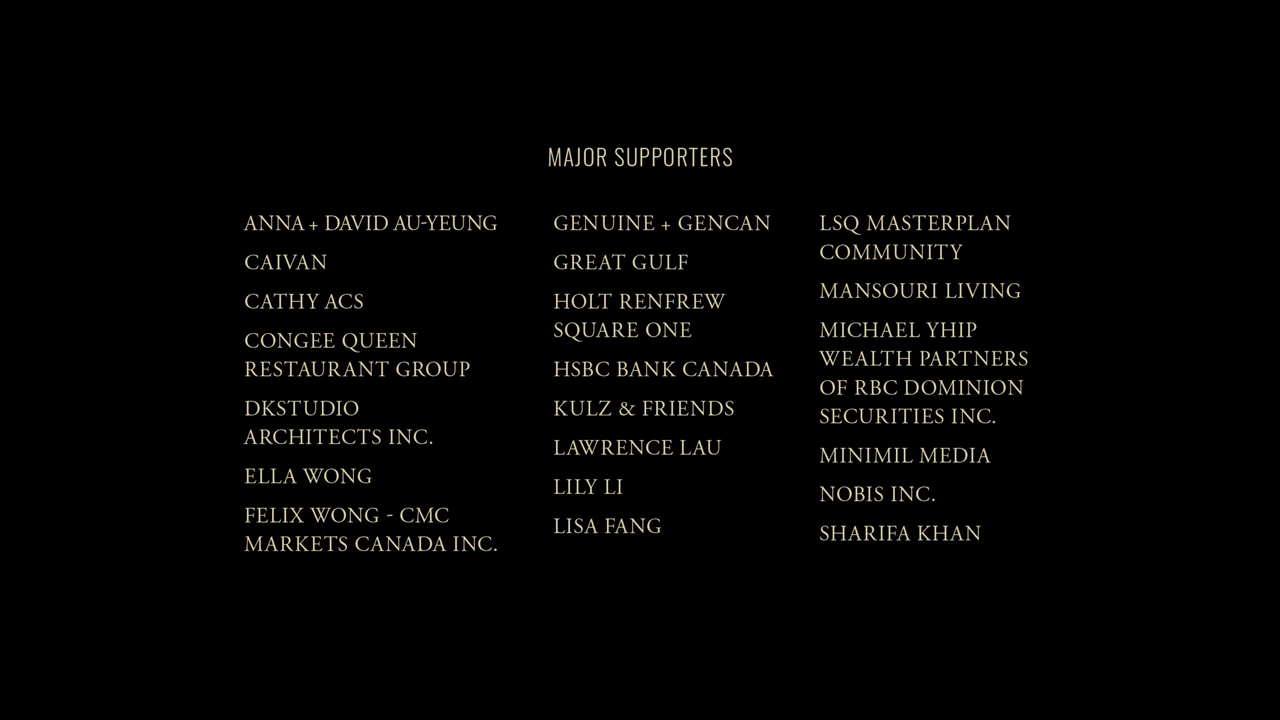 MAJOR SUPPORTERS
ANNA + DAVID AU-YEUNG
CAIVAN
CATHY ACS
CONGEE QUEEN
RESTAURANT GROUP
DKSTUDIO
ARCHITECTS INC.
ELLA WONG
FELIX WONG - CMC
MARKETS CANADA INC.
GENUINE + GENCAN
GREAT GULF
HOLT RENFREW
SQUARE ONE
HSBC BANK CANADA
KULZ & FRIENDS
LAWRENCE LAU
LILY LI
LISA FANG
LSQ MASTERPLAN
COMMUNITY
MANSOURI LIVING
MICHAEL YHIP
WEALTH PARTNERS
OF RBC DOMINION
SECURITIES INC.
MINIMIL MEDIA
NOBIS INC.
SHARIFA KHAN